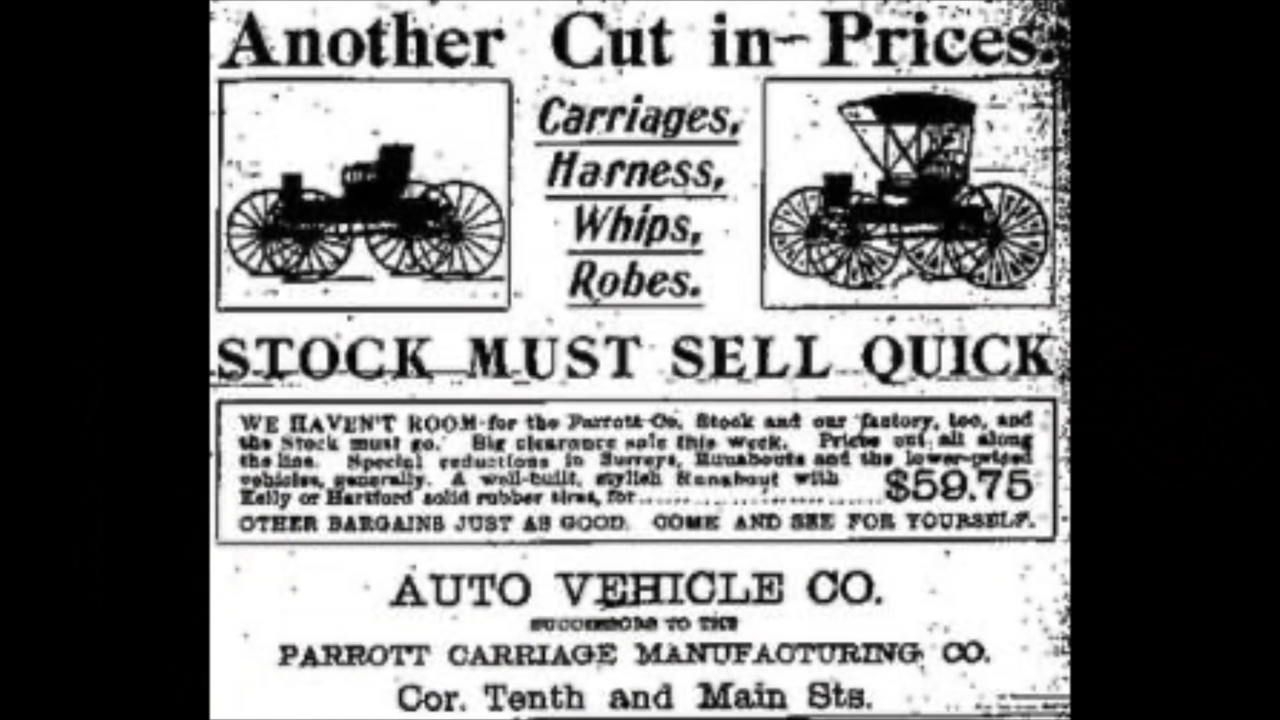 Another Cut in Prices.
Carriages,
Harness,
Whips,
Robes.
STOCK MUST SELL QUICK
WE HAVEN'T ROOM for the Parrott Co. Stock and our factory, too, and
the Stock must go. Big clearance sale this week. Prices cut all along
the line. Special reductions in Surreys, Runabouts and the lower-priced
vehicles, generally. A well-built, stylish Runabout with
Kelly or Hartford solid rubber tires, for.................... $59.75
OTHER BARGAINS JUST AS GOOD. COME AND SEE FOR YOURSELF.
AUTO VEHICLE CO.
SUCCESSORS TO THE
PARROTT CARRIAGE MANUFACTURING CO.
Cor. Tenth and Main Sts.